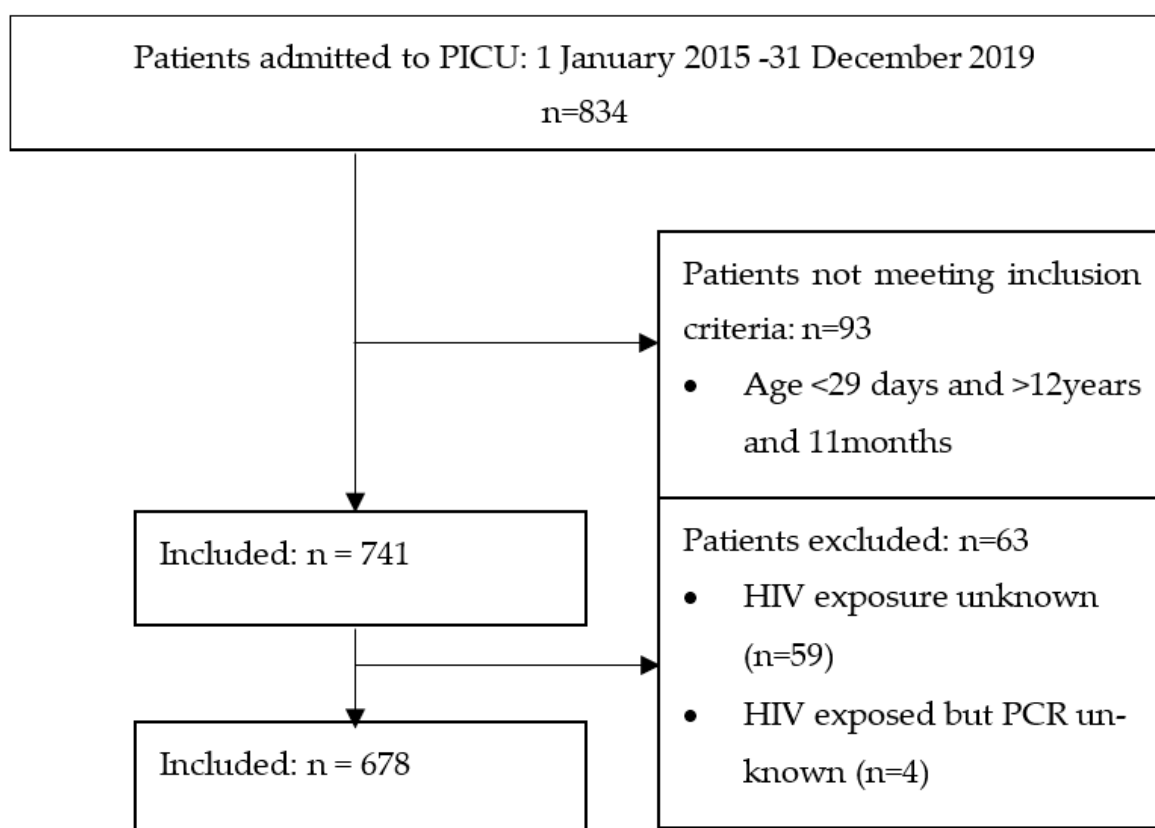 Patients admitted to PICU: 1 January 2015 -31 December 2019
n=834
Patients not meeting inclusion
criteria: n=93
• Age <29 days and >12years
and 11months
Included: n = 741
Patients excluded: n=63
• HIV exposure unknown
(n=59)
• HIV exposed but PCR un-
known (n=4)
Included: n = 678